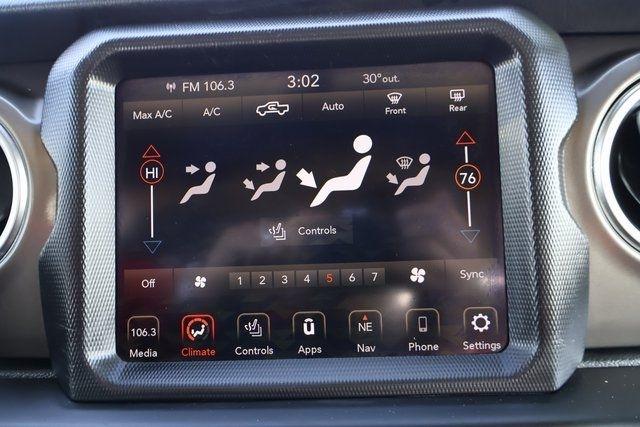 FM 106.3 3:02 30° out.
Max A/C A/C Auto Front Rear
HI 76
Controls
Off 1 2 3 4 5 6 7 Sync
106.3 NE
Media Climate Controls Apps Nav Phone Settings